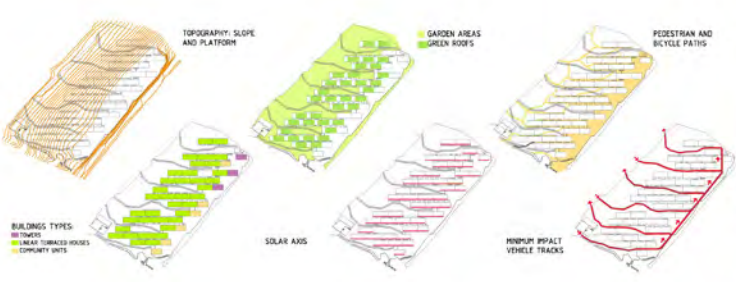 TOPOGRAPHY: SLOPE
AND PLATFORM
GARDEN AREAS
GREEN ROOFS
PEDESTRIAN AND
BICYCLE PATHS
BUILDINGS TYPES:
TOWERS
LINEAR TERRACED HOUSES
COMMUNITY UNITS
SOLAR AXIS
MINIMUM IMPACT
VEHICLE TRACKS